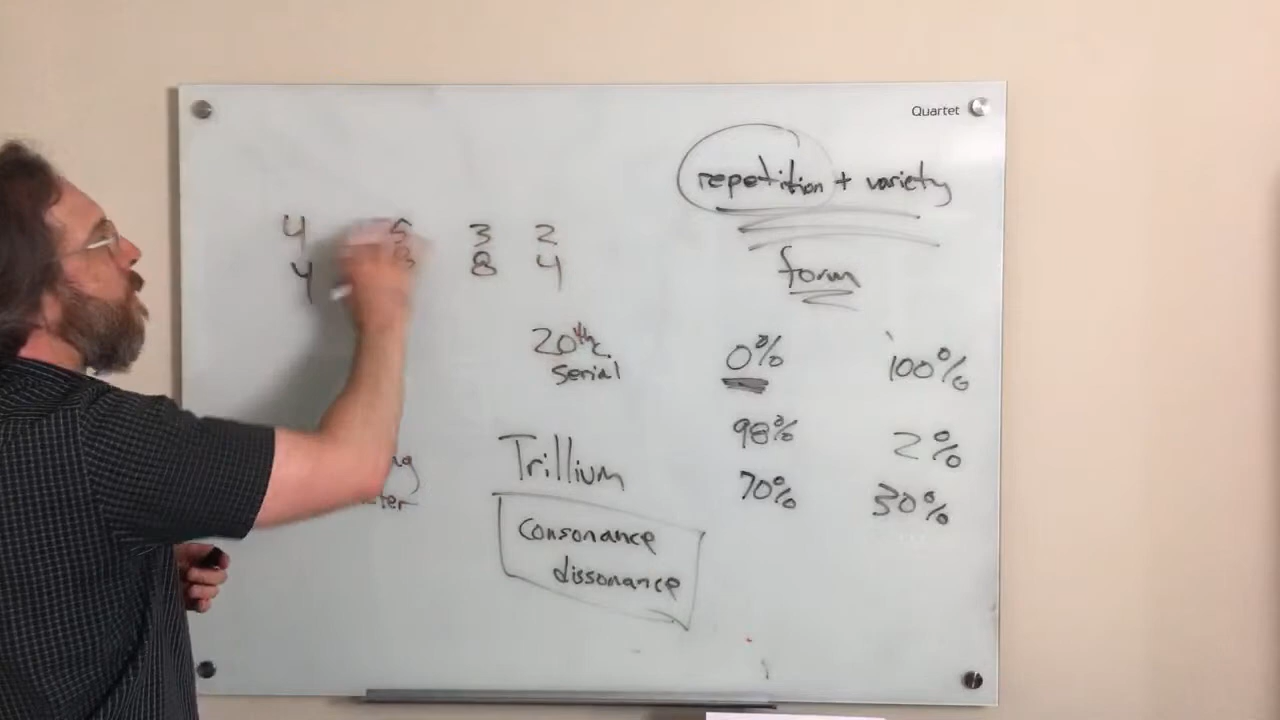 Quartet
repetition + variety
form
4 5 3 2
4 8 8 4
20th c.
serial
0% 100%
98% 2%
70% 30%
Trillium
Consonance
dissonance